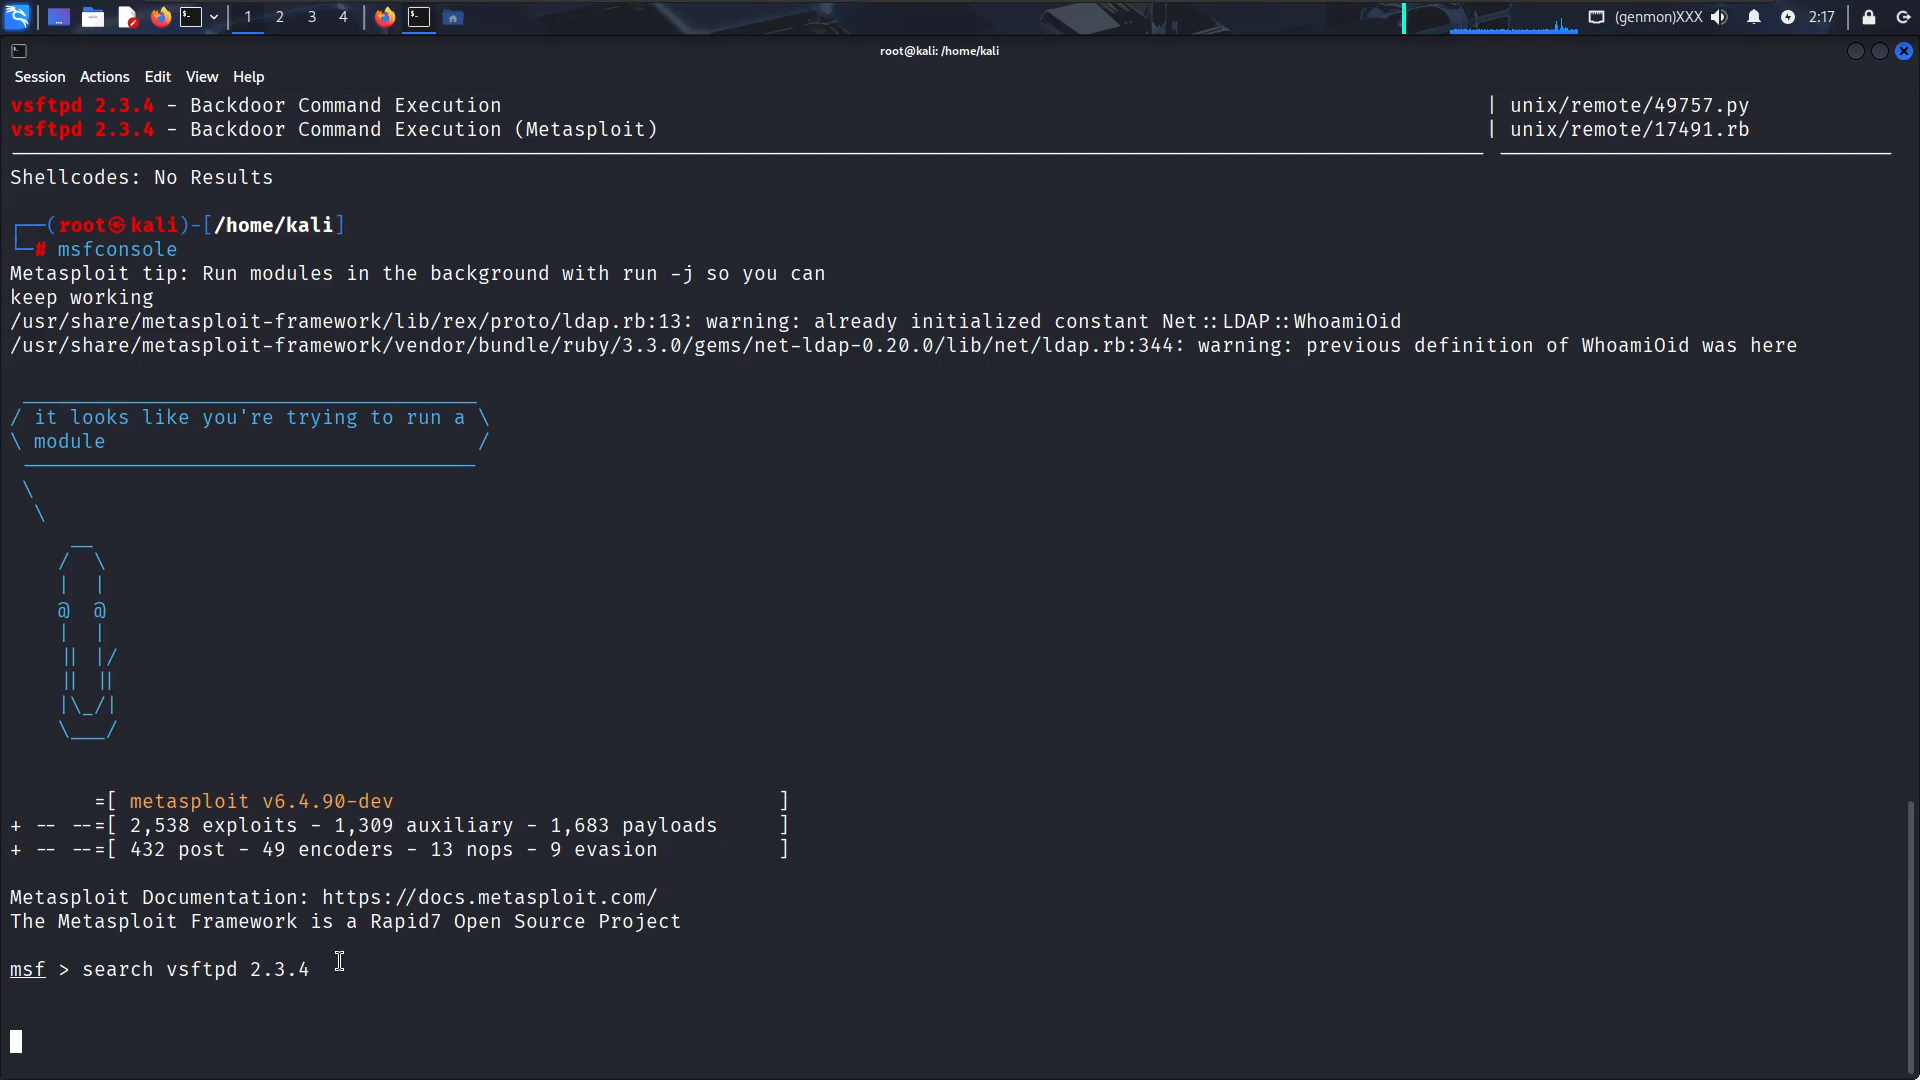 1 2 3 4 (genmon)XXX 2:17
root@kali: /home/kali
Session Actions Edit View Help
vsftpd 2.3.4 - Backdoor Command Execution | unix/remote/49757.py
vsftpd 2.3.4 - Backdoor Command Execution (Metasploit) | unix/remote/17491.rb
Shellcodes: No Results
┌──(root㉿kali)-[/home/kali]
└─# msfconsole
Metasploit tip: Run modules in the background with run -j so you can
keep working
/usr/share/metasploit-framework/lib/rex/proto/ldap.rb:13: warning: already initialized constant Net::LDAP::WhoamiOid
/usr/share/metasploit-framework/vendor/bundle/ruby/3.3.0/gems/net-ldap-0.20.0/lib/net/ldap.rb:344: warning: previous definition of WhoamiOid was here
/ it looks like you're trying to run a \
\ module /
\
\
__
/ \
| |
@ @
| |
|| |/
|| ||
|\_/|
\___/
=[ metasploit v6.4.90-dev ]
+ -- --=[ 2,538 exploits - 1,309 auxiliary - 1,683 payloads ]
+ -- --=[ 432 post - 49 encoders - 13 nops - 9 evasion ]
Metasploit Documentation: https://docs.metasploit.com/
The Metasploit Framework is a Rapid7 Open Source Project
msf > search vsftpd 2.3.4